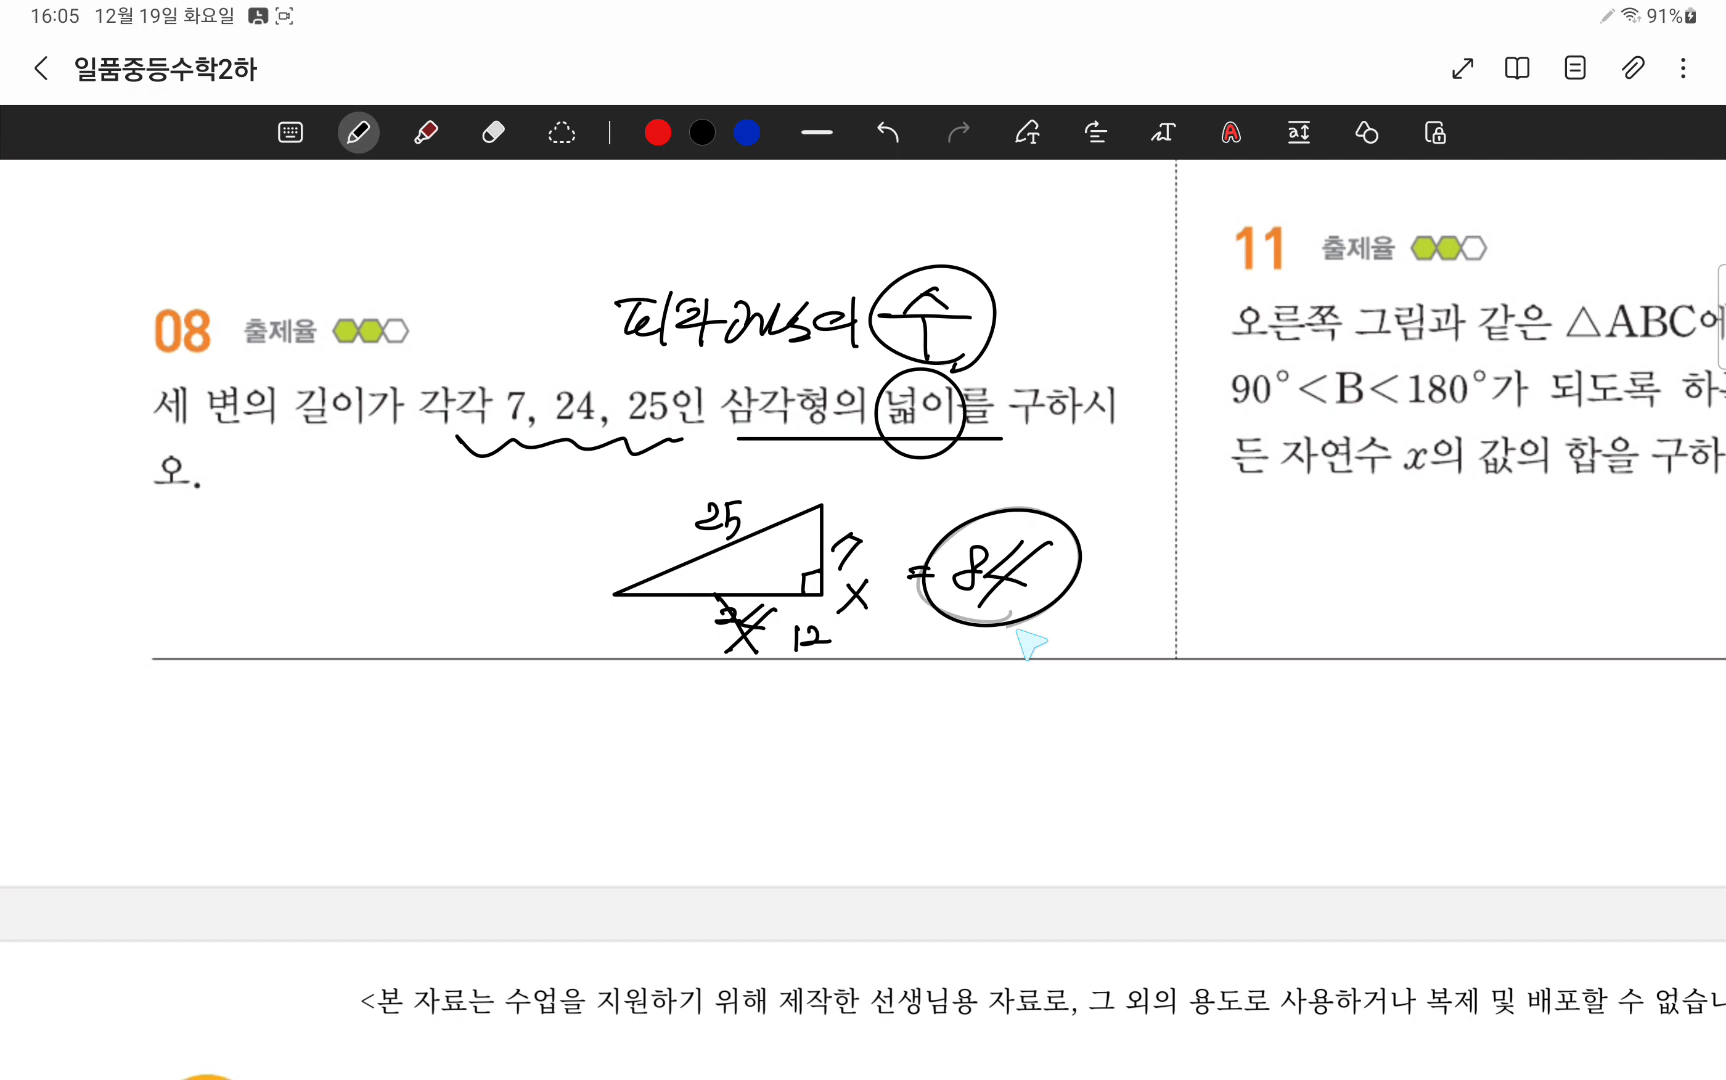 16:05 12월 19일 화요일
91%
일품중등수학2하
08 출제율
피타고라스의 수
세 변의 길이가 각각 7, 24, 25인 삼각형의 넓이를 구하시
오.
25
7
x
= 84
24
12
11 출제율
오른쪽 그림과 같은 △ABC에
90°<B<180°가 되도록 하
든 자연수 x의 값의 합을 구하
<본 자료는 수업을 지원하기 위해 제작한 선생님용 자료로, 그 외의 용도로 사용하거나 복제 및 배포할 수 없습니